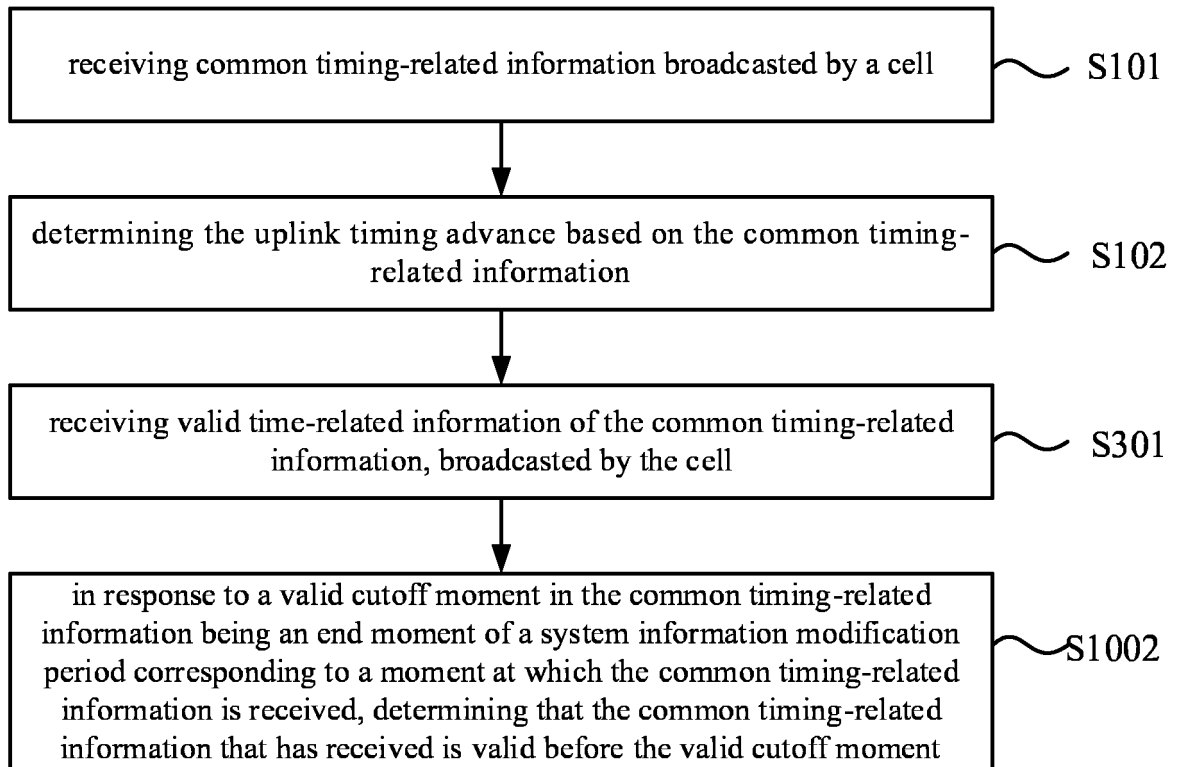 receiving common timing-related information broadcasted by a cell
S101
determining the uplink timing advance based on the common timing-
related information
S102
receiving valid time-related information of the common timing-related
information, broadcasted by the cell
S301
in response to a valid cutoff moment in the common timing-related
information being an end moment of a system information modification
period corresponding to a moment at which the common timing-related
information is received, determining that the common timing-related
information that has received is valid before the valid cutoff moment
S1002